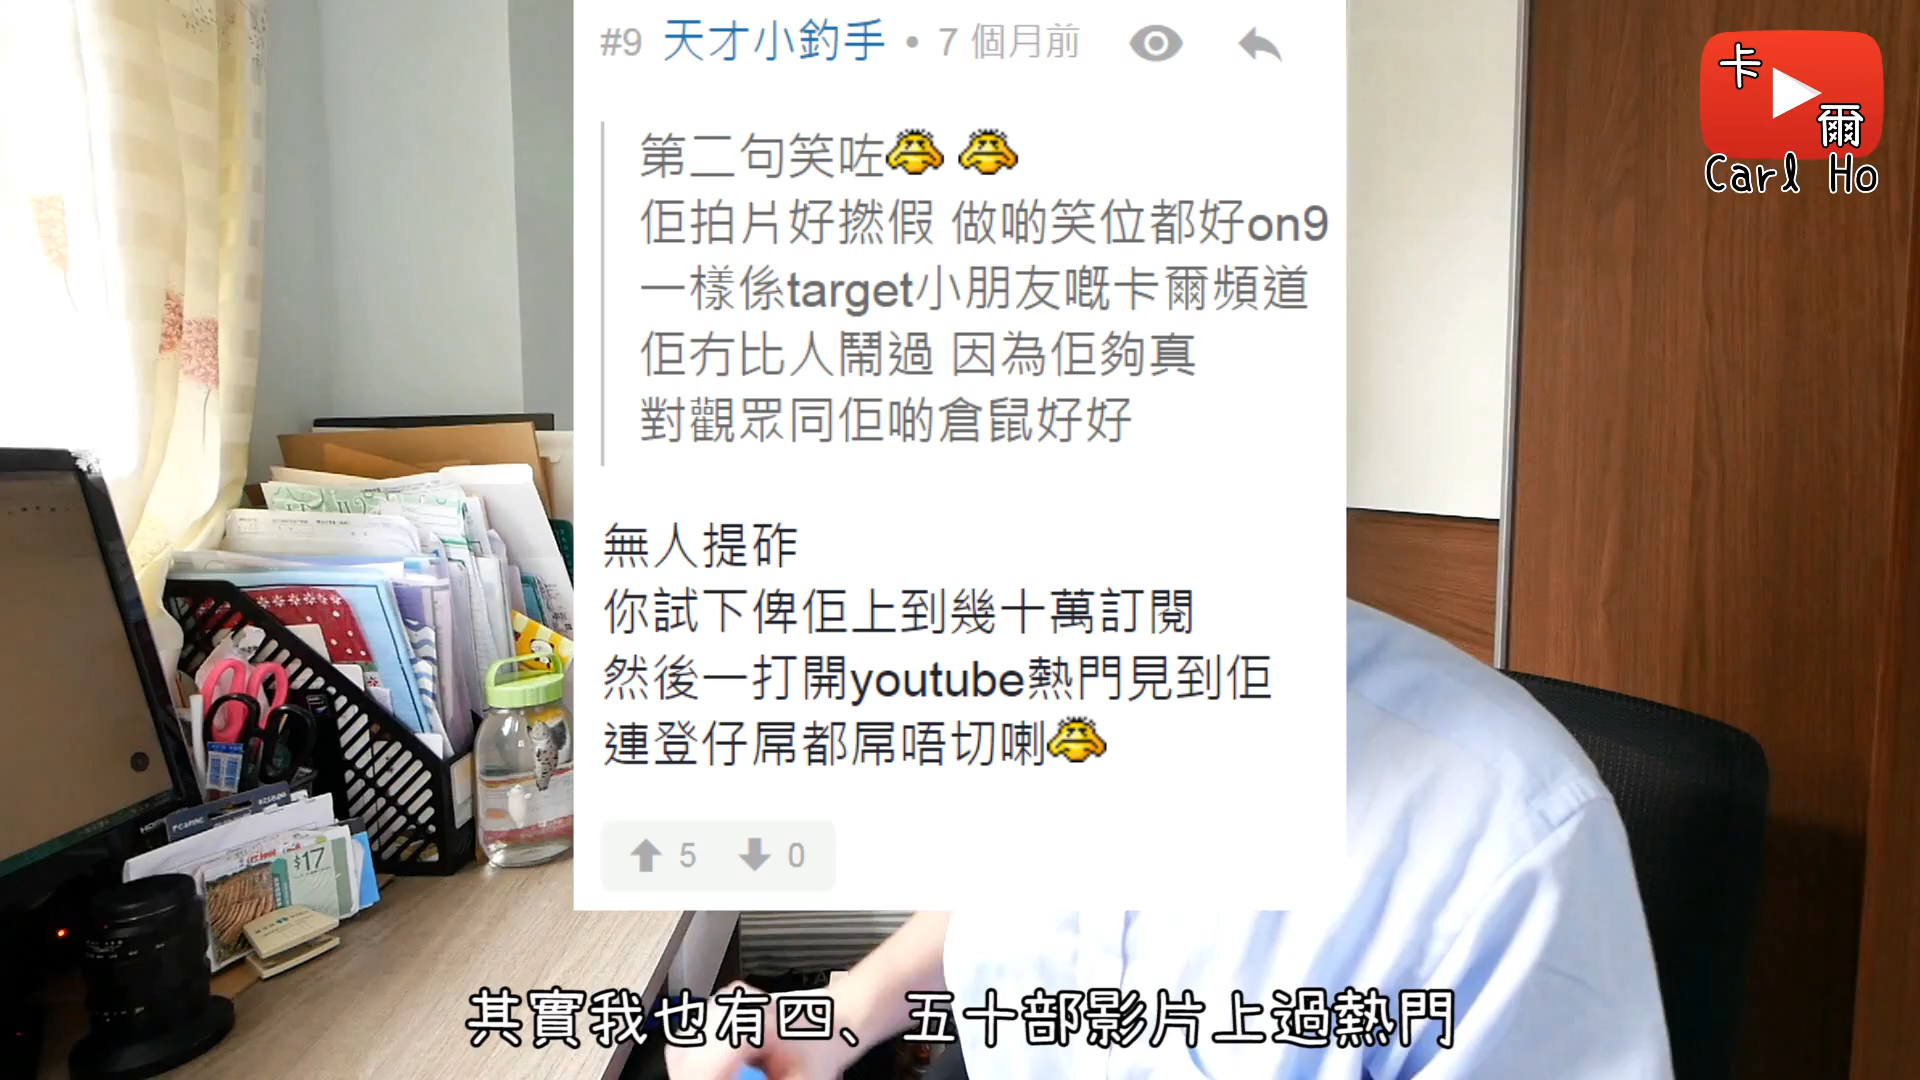 #9 天才小釣手 • 7 個月前
第二句笑咗
佢拍片好撚假 做啲笑位都好on9
一樣係target小朋友嘅卡爾頻道
佢冇比人鬧過 因為佢夠真
對觀眾同佢啲倉鼠好好
無人提砟
你試下俾佢上到幾十萬訂閱
然後一打開youtube熱門見到佢
連登仔屌都屌唔切喇
5 0
卡
爾
Carl Ho
$17
其實我也有四、五十部影片上過熱門